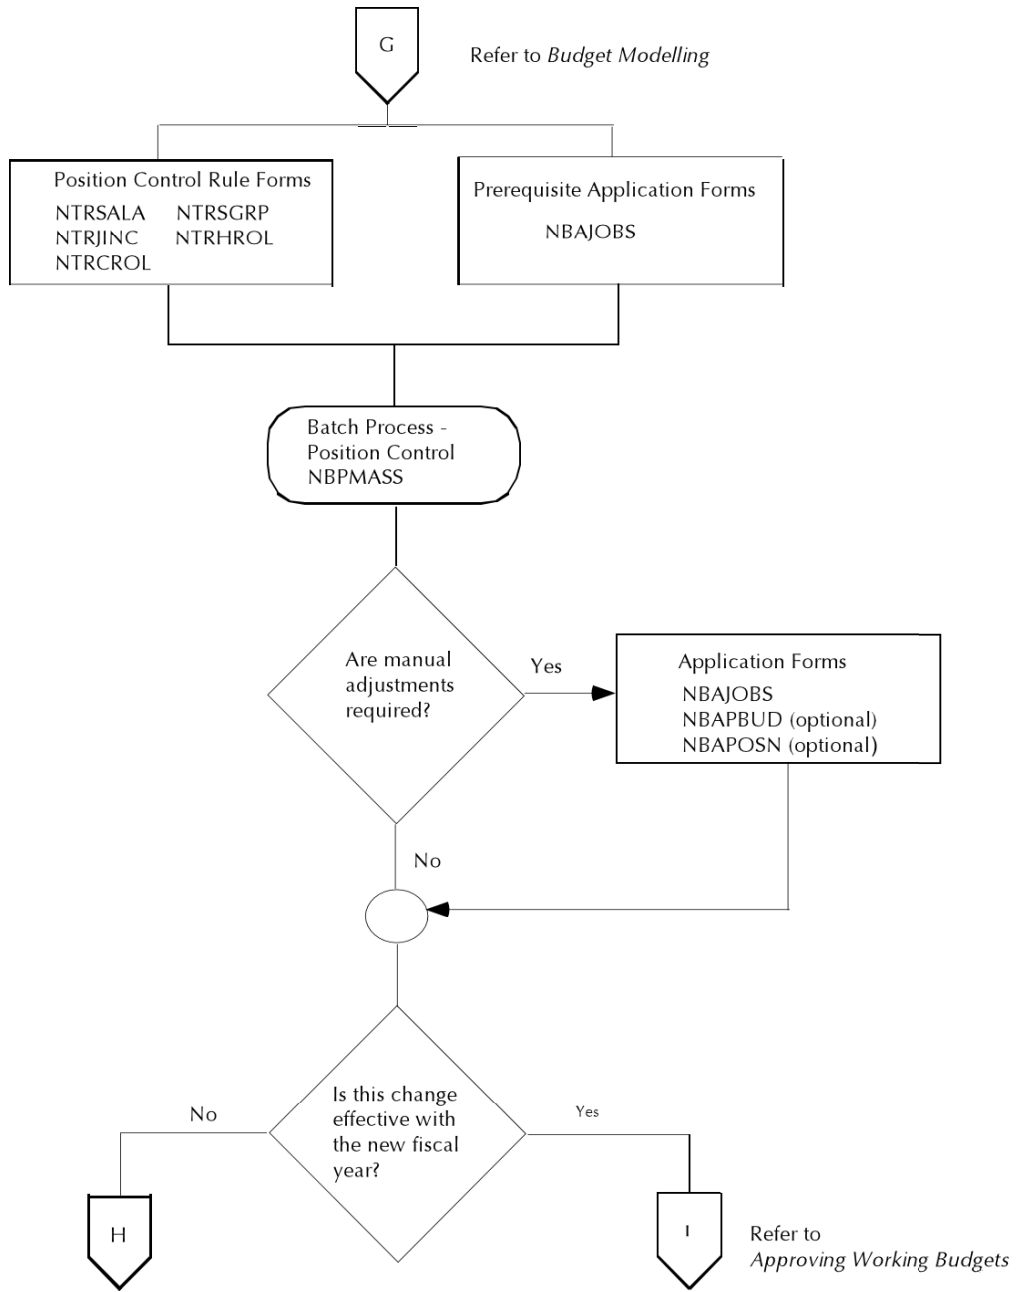 G
Refer to Budget Modelling
Position Control Rule Forms
NTRSALA NTRSGRP
NTRJINC NTRHROL
NTRCROL
Prerequisite Application Forms
NBAJOBS
Batch Process -
Position Control
NBPMASS
Are manual
adjustments
required?
Yes
Application Forms
NBAJOBS
NBAPBUD (optional)
NBAPOSN (optional)
No
Is this change
effective with
the new fiscal
year?
No
Yes
H
I
Refer to
Approving Working Budgets